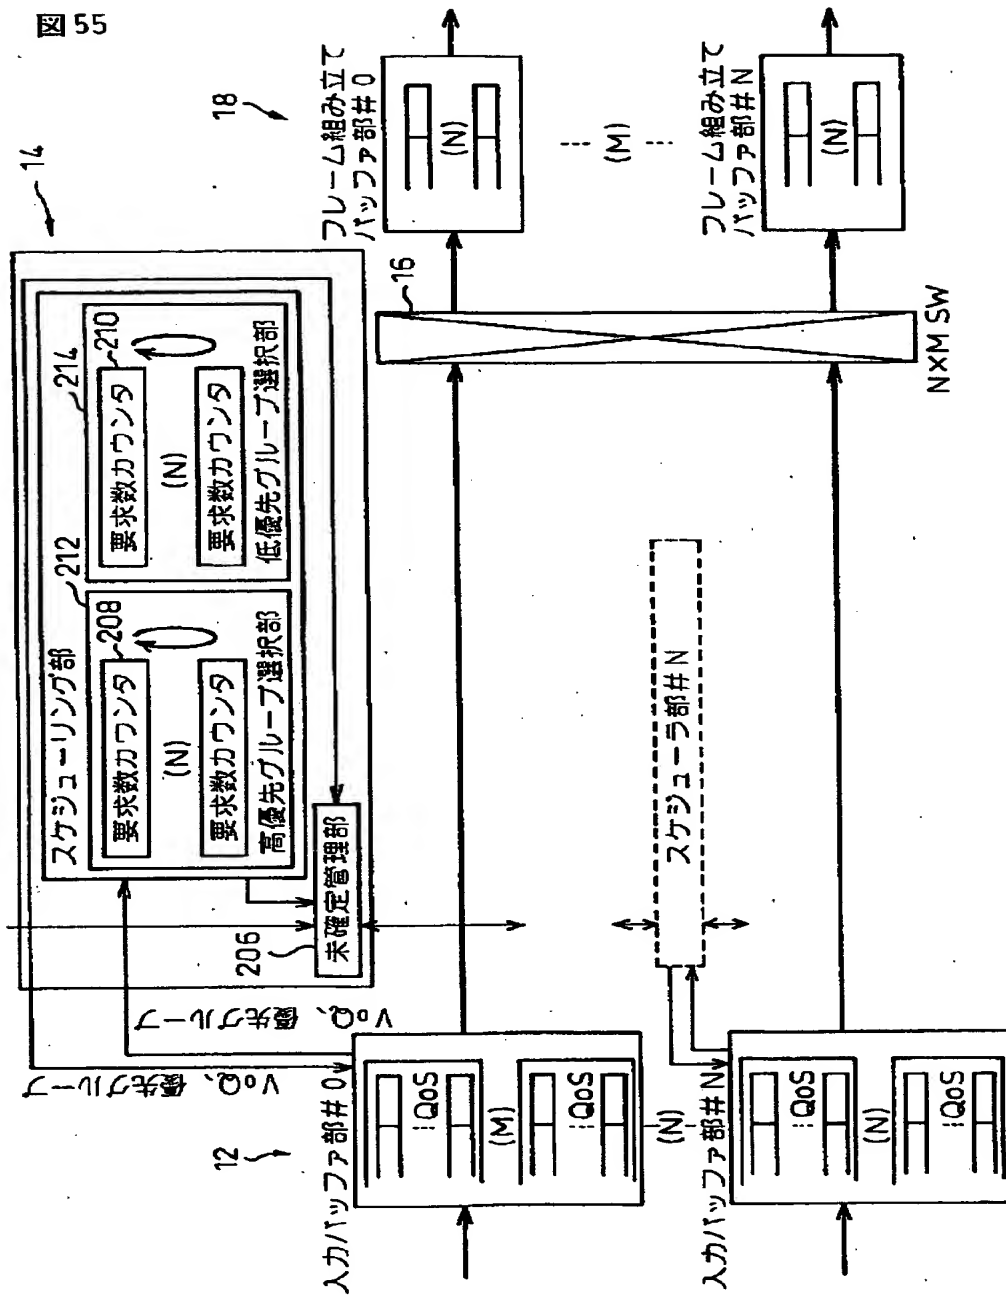 図55
14
スケジューリング部
212
208
要求数カウンタ
(N)
要求数カウンタ
高優先グループ選択部
214
210
要求数カウンタ
(N)
要求数カウンタ
低優先グループ選択部
206
未確定管理部
VoQ、優先グループ
VoQ、優先グループ
12
入力バッファ部#0
QoS
(M)
QoS
(N)
入力バッファ部#N
QoS
(N)
QoS
スケジューラ部#N
16
N×M SW
18
フレーム組み立て
バッファ部#0
(N)
(M)
フレーム組み立て
バッファ部#N
(N)